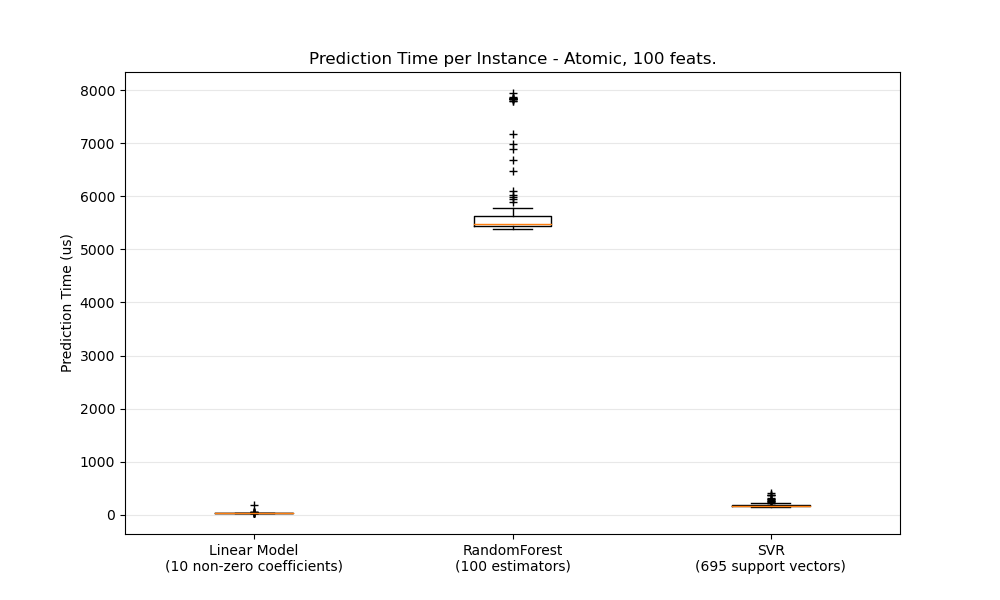 Prediction Time per Instance - Atomic, 100 feats.
Prediction Time (us)
8000
7000
6000
5000
4000
3000
2000
1000
0
Linear Model
(10 non-zero coefficients)
RandomForest
(100 estimators)
SVR
(695 support vectors)